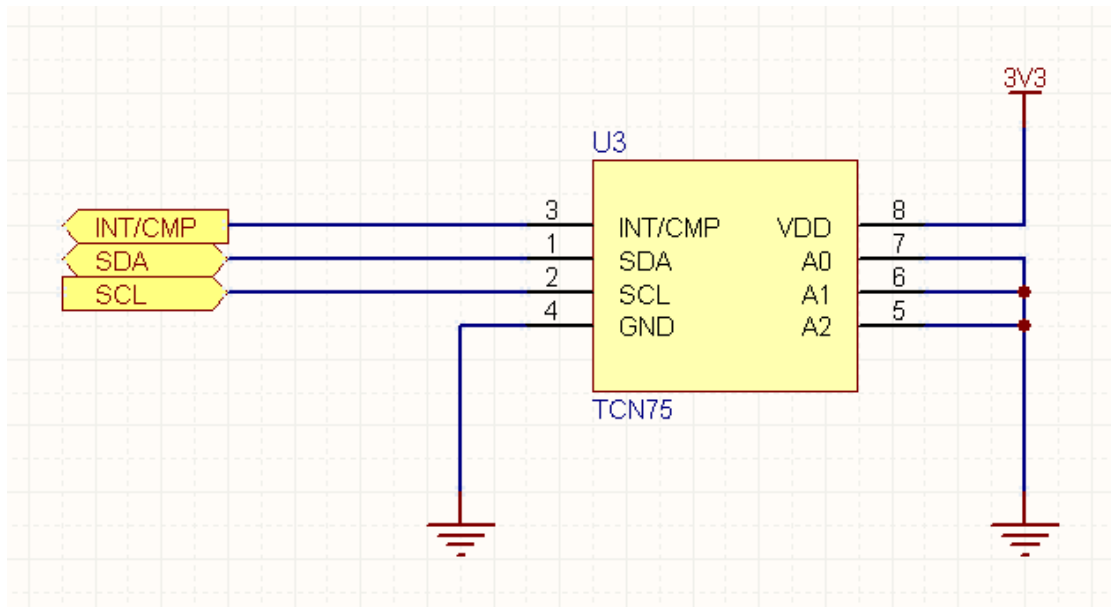 3V3
U3
INT/CMP 3 INT/CMP VDD 8
SDA 1 SDA A0 7
SCL 2 SCL A1 6
4 GND A2 5
TCN75